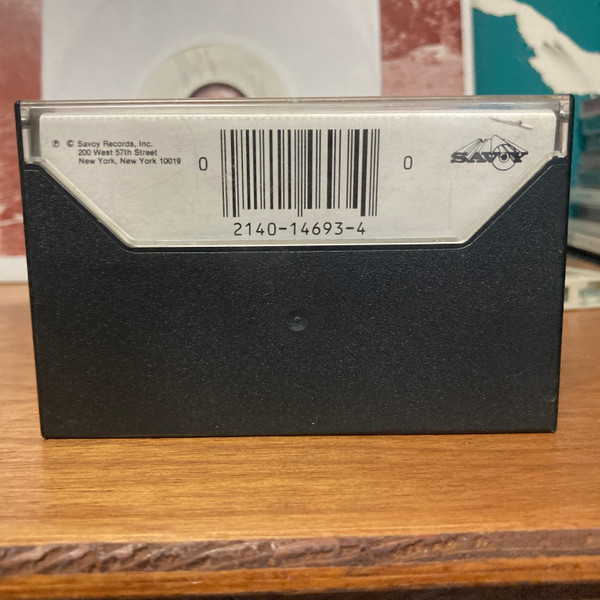 ℗ © Savoy Records, Inc.
200 West 57th Street
New York, New York 10019
0
0
SAVOY
2140-14693-4